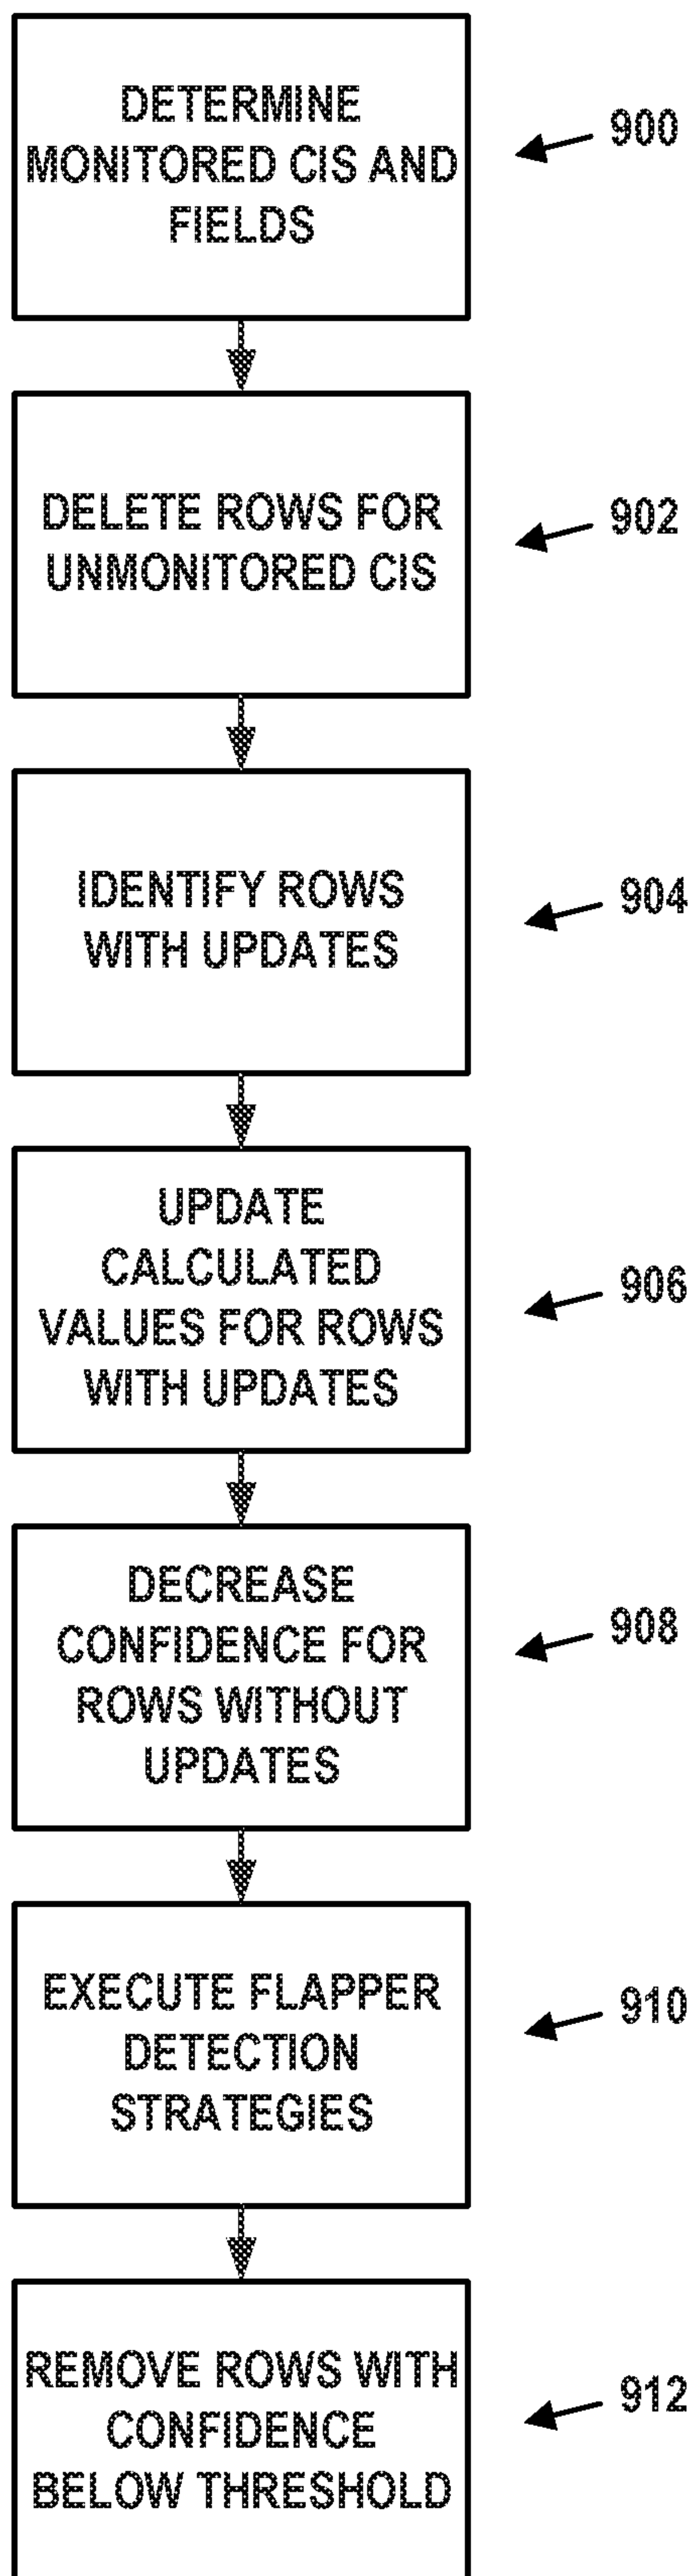 DETERMINE
MONITORED CIS AND
FIELDS
900
DELETE ROWS FOR
UNMONITORED CIS
902
IDENTIFY ROWS
WITH UPDATES
904
UPDATE
CALCULATED
VALUES FOR ROWS
WITH UPDATES
906
DECREASE
CONFIDENCE FOR
ROWS WITHOUT
UPDATES
908
EXECUTE FLAPPER
DETECTION
STRATEGIES
910
REMOVE ROWS WITH
CONFIDENCE
BELOW THRESHOLD
912